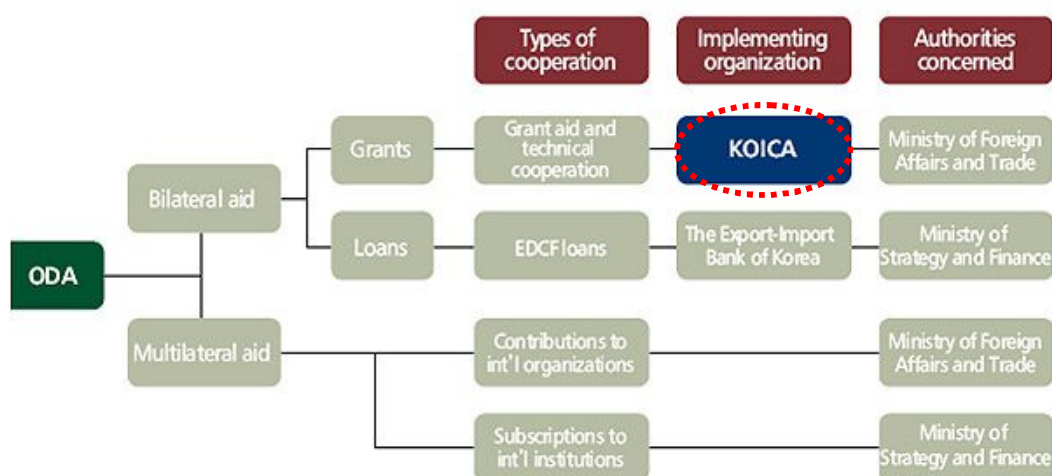 Types of
cooperation
Implementing
organization
Authorities
concerned
Grants
Grant aid and
technical
cooperation
KOICA
Ministry of Foreign
Affairs and Trade
Bilateral aid
Loans
EDCF loans
The Export-Import
Bank of Korea
Ministry of
Strategy and Finance
ODA
Multilateral aid
Contributions to
int'l organizations
Ministry of Foreign
Affairs and Trade
Subscriptions to
int'l institutions
Ministry of
Strategy and Finance